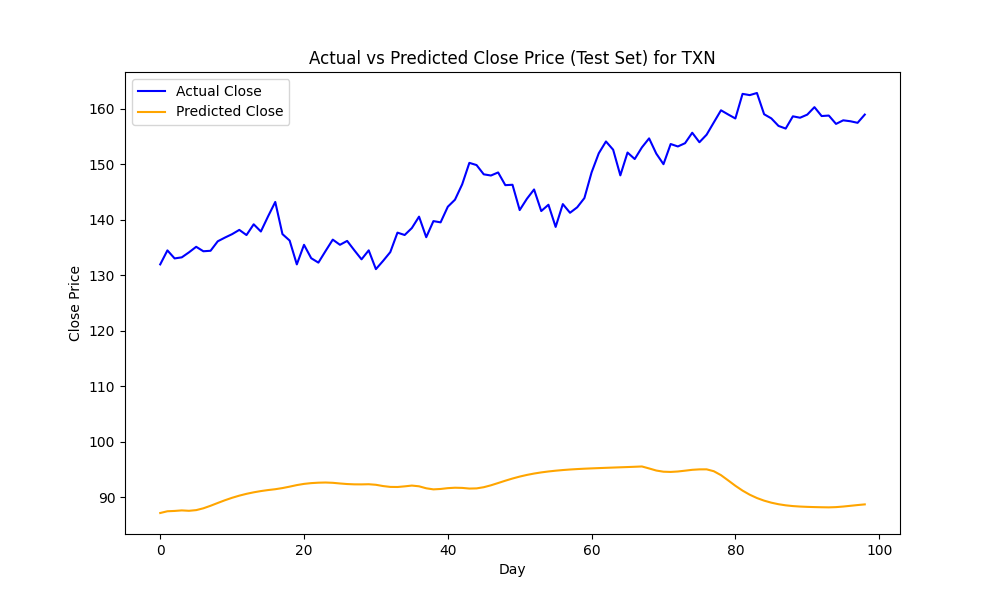 Actual vs Predicted Close Price (Test Set) for TXN
Actual Close
Predicted Close
Close Price
160
150
140
130
120
110
100
90
0 20 40 60 80 100
Day